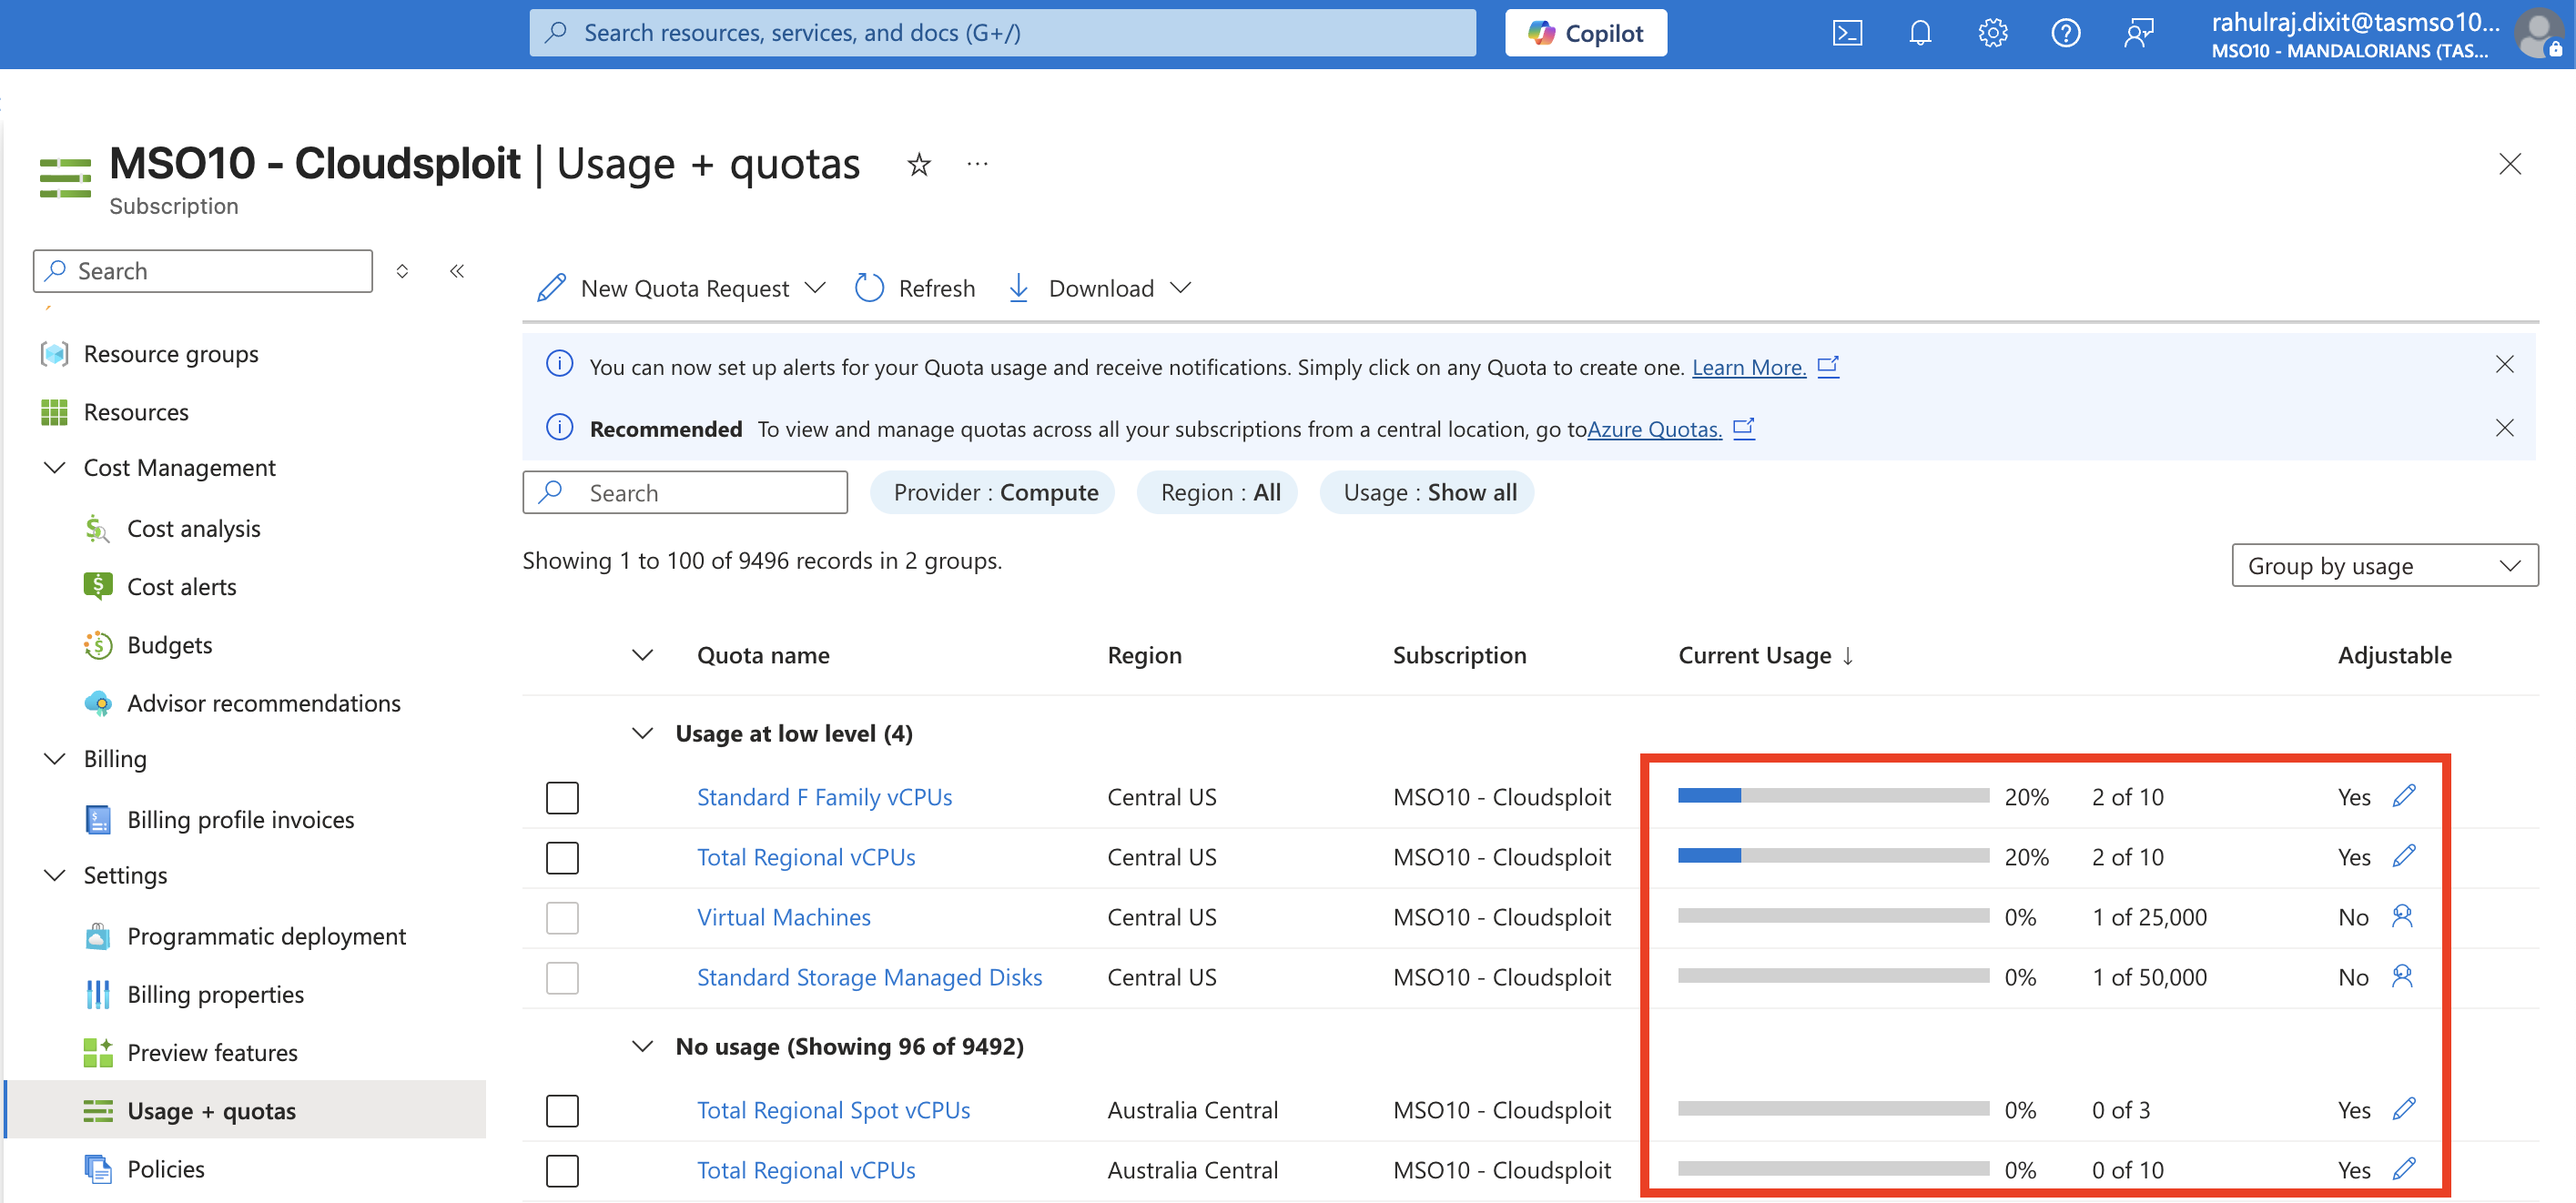 Search resources, services, and docs (G+/)
Copilot
rahulraj.dixit@tasmso10...
MSO10 - MANDALORIANS (TAS...
MSO10 - Cloudsploit | Usage + quotas
Subscription
Search
New Quota Request
Refresh
Download
Resource groups
Resources
Cost Management
Cost analysis
Cost alerts
Budgets
Advisor recommendations
Billing
Billing profile invoices
Settings
Programmatic deployment
Billing properties
Preview features
Usage + quotas
Policies
You can now set up alerts for your Quota usage and receive notifications. Simply click on any Quota to create one. Learn More.
Recommended To view and manage quotas across all your subscriptions from a central location, go toAzure Quotas.
Search
Provider : Compute
Region : All
Usage : Show all
Showing 1 to 100 of 9496 records in 2 groups.
Group by usage
Quota name Region Subscription Current Usage ↓ Adjustable
Usage at low level (4)
Standard F Family vCPUs Central US MSO10 - Cloudsploit 20% 2 of 10 Yes
Total Regional vCPUs Central US MSO10 - Cloudsploit 20% 2 of 10 Yes
Virtual Machines Central US MSO10 - Cloudsploit 0% 1 of 25,000 No
Standard Storage Managed Disks Central US MSO10 - Cloudsploit 0% 1 of 50,000 No
No usage (Showing 96 of 9492)
Total Regional Spot vCPUs Australia Central MSO10 - Cloudsploit 0% 0 of 3 Yes
Total Regional vCPUs Australia Central MSO10 - Cloudsploit 0% 0 of 10 Yes